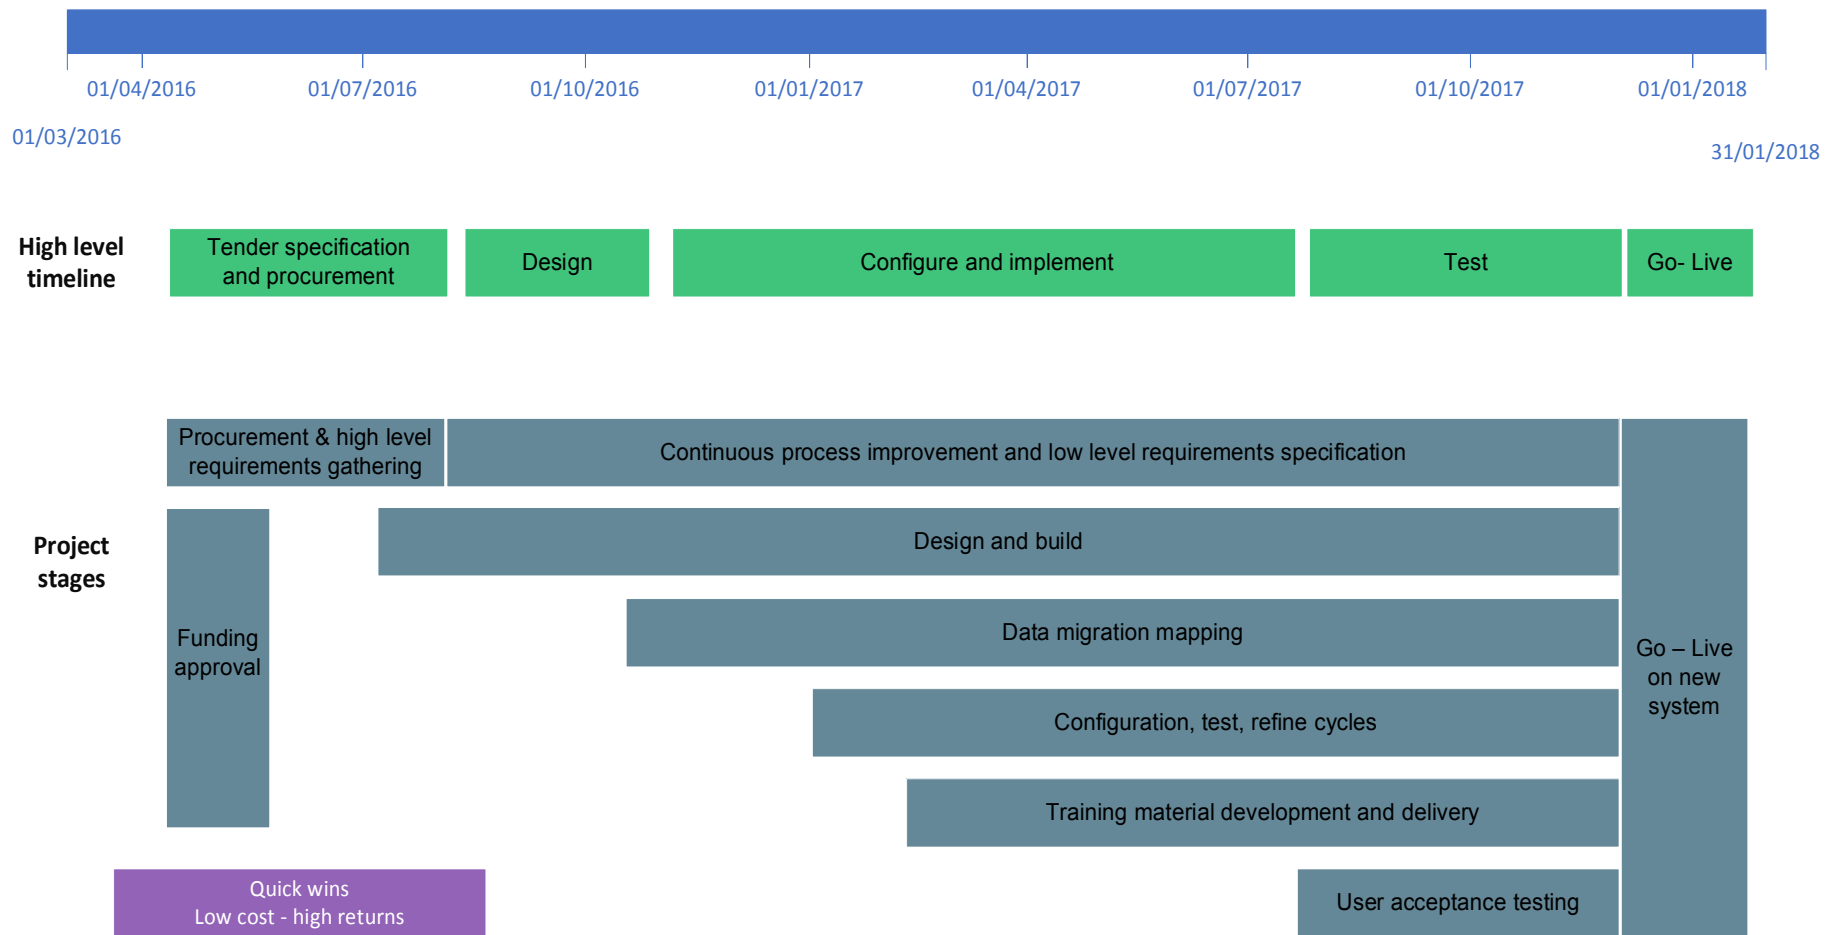 01/04/2016
01/07/2016
01/10/2016
01/01/2017
01/04/2017
01/07/2017
01/10/2017
01/01/2018
01/03/2016
31/01/2018
High level
timeline
Tender specification
and procurement
Design
Configure and implement
Test
Go- Live
Procurement & high level
requirements gathering
Continuous process improvement and low level requirements specification
Project
stages
Design and build
Funding
approval
Data migration mapping
Go – Live
on new
system
Configuration, test, refine cycles
Training material development and delivery
Quick wins
Low cost - high returns
User acceptance testing